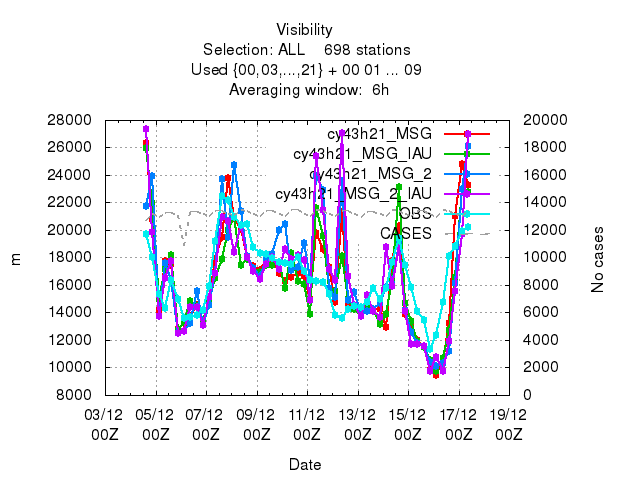 Visibility
Selection: ALL    698 stations
Used {00,03,...,21} + 00 01 ... 09
Averaging window:  6h
28000
26000
24000
22000
20000
18000
16000
14000
12000
10000
8000
m
cy43h21_MSG
cy43h21_MSG_IAU
cy43h21_MSG_2
cy43h21_MSG_2_IAU
OBS
CASES
20000
18000
16000
14000
12000
10000
8000
6000
4000
2000
0
No cases
03/12 05/12 07/12 09/12 11/12 13/12 15/12 17/12 19/12
00Z 00Z 00Z 00Z 00Z 00Z 00Z 00Z 00Z
Date